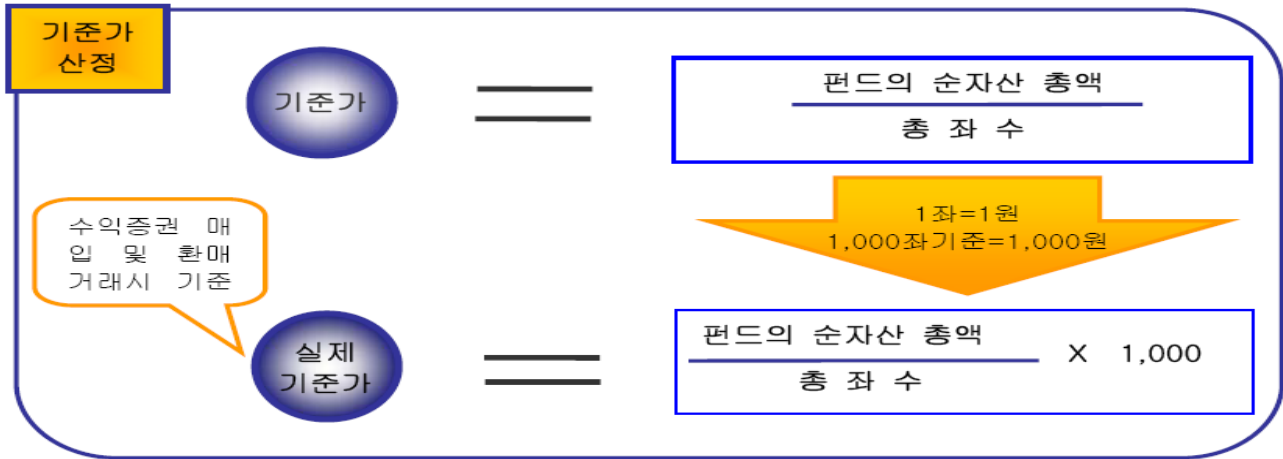 기준가
산정
기준가
펀드의 순자산 총액
총 좌 수
1좌=1원
1,000좌기준=1,000원
수익증권 매
입 및 환매
거래시 기준
실제
기준가
펀드의 순자산 총액
총 좌 수
X 1,000